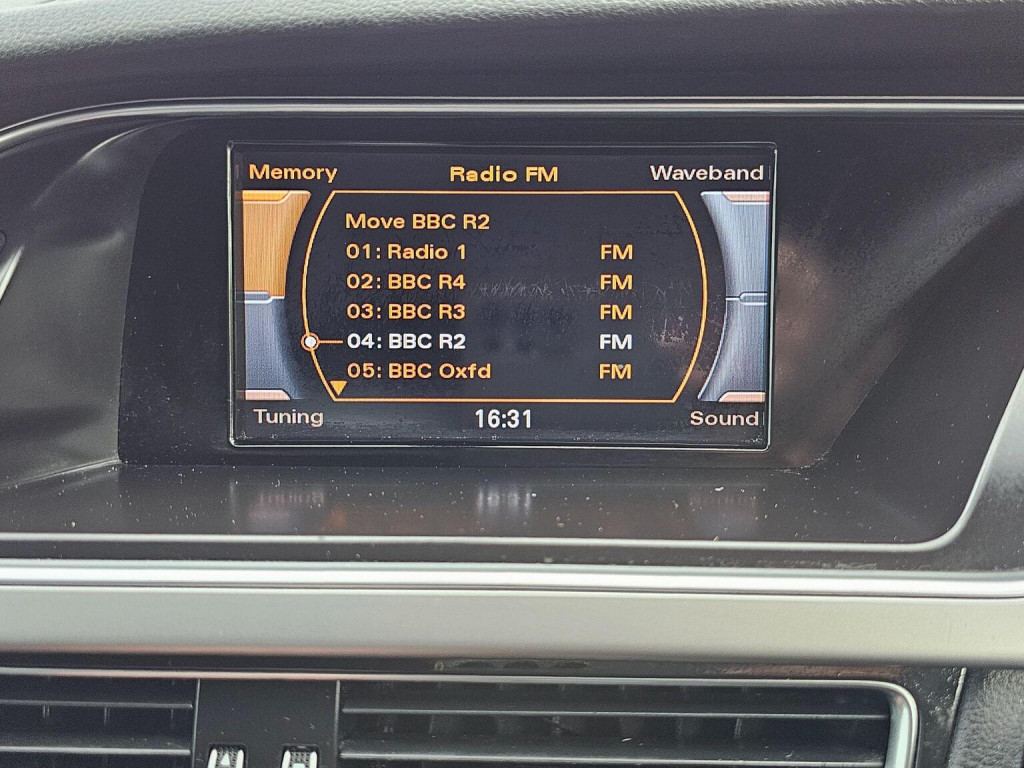 Memory Radio FM Waveband
Move BBC R2
01: Radio 1 FM
02: BBC R4 FM
03: BBC R3 FM
04: BBC R2 FM
05: BBC Oxfd FM
Tuning 16:31 Sound